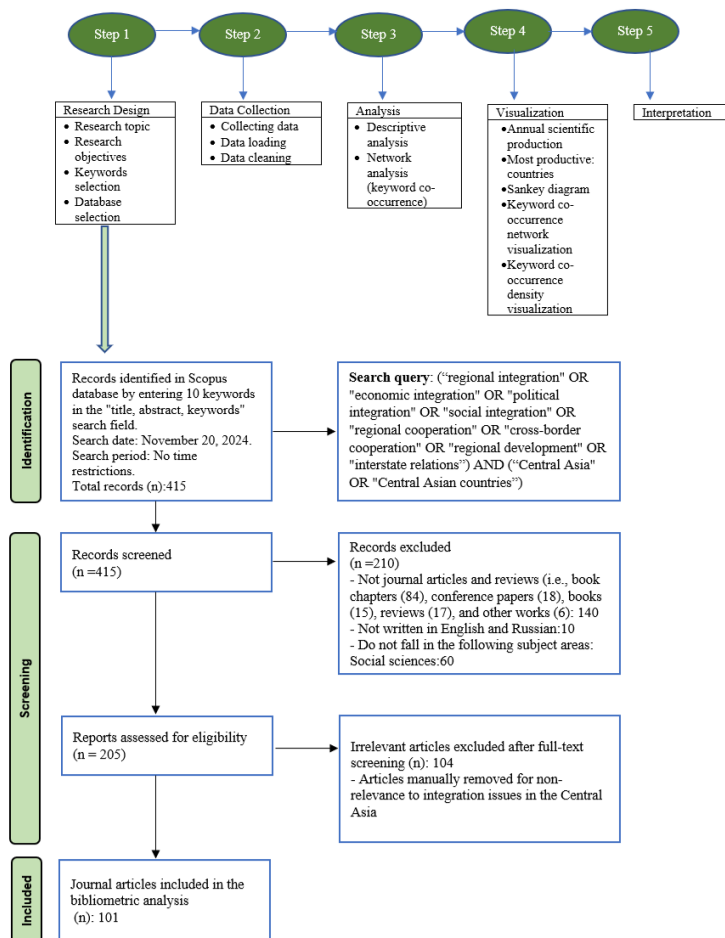 Step 1
Step 2
Step 3
Step 4
Step 5
Research Design
• Research topic
• Research
objectives
• Keywords
selection
• Database
selection
Data Collection
• Collecting data
• Data loading
• Data cleaning
Analysis
• Descriptive
analysis
• Network
analysis
(keyword co-
occurrence)
Visualization
•Annual scientific
production
•Most productive:
countries
•Sankey diagram
•Keyword co-
occurrence
network
visualization
•Keyword co-
occurrence
density
visualization
Interpretation
Identification
Records identified in Scopus
database by entering 10 keywords
in the "title, abstract, keywords"
search field.
Search date: November 20, 2024.
Search period: No time
restrictions.
Total records (n):415
Search query: (“regional integration" OR
"economic integration" OR "political
integration" OR "social integration" OR
"regional cooperation" OR "cross-border
cooperation" OR "regional development" OR
"interstate relations”) AND (“Central Asia"
OR "Central Asian countries”)
Screening
Records screened
(n =415)
Records excluded
(n =210)
- Not journal articles and reviews (i.e., book
chapters (84), conference papers (18), books
(15), reviews (17), and other works (6): 140
- Not written in English and Russian:10
- Do not fall in the following subject areas:
Social sciences:60
Reports assessed for eligibility
(n = 205)
Irrelevant articles excluded after full-text
screening (n): 104
- Articles manually removed for non-
relevance to integration issues in the Central
Asia
Included
Journal articles included in the
bibliometric analysis
(n): 101